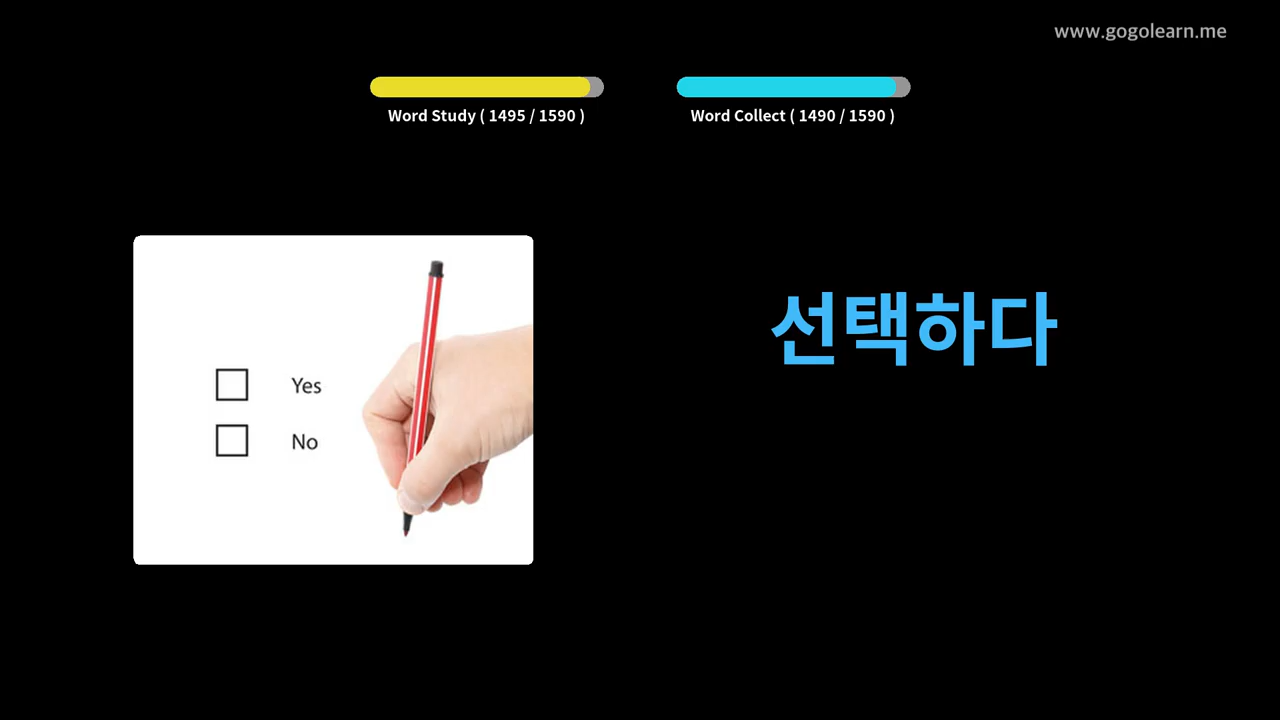 www.gogolearn.me
Word Study ( 1495 / 1590 )
Word Collect ( 1490 / 1590 )
Yes
No
선택하다